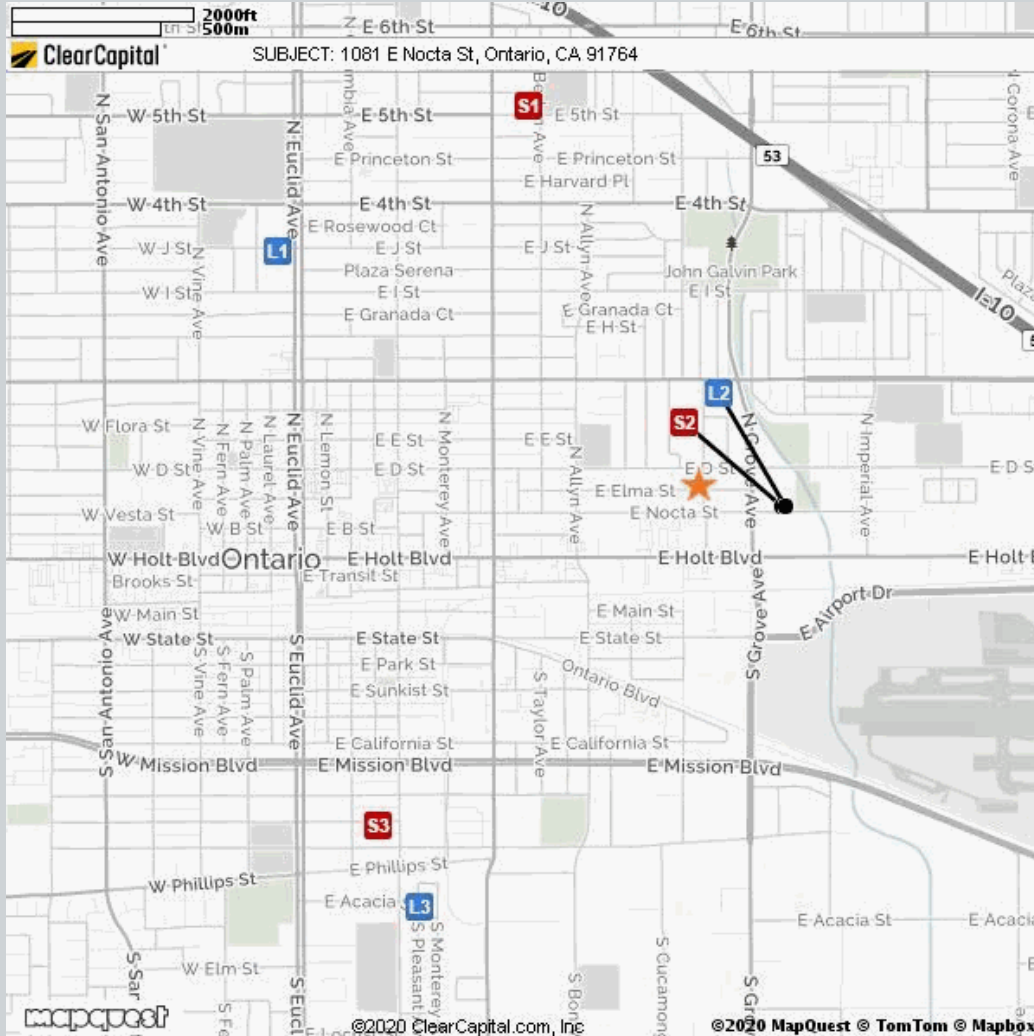 2000ft
500m
E 6th St
E 6th St
ClearCapital
SUBJECT: 1081 E Nocta St, Ontario, CA 91764
W 5th St
E 5th St
S1
E 5th St
N San Antonio Ave
N Euclid Ave
N Corona Ave
E Princeton St
E Princeton St
53
E Harvard Pl
W 4th St
E 4th St
E 4th St
E Rosewood Ct
W J St
L1
E J St
E J St
N Vine Ave
N Allyn Ave
Plaza Serena
John Galvin Park
W I St
E I St
E I St
I-10
E Granada Ct
E Granada Ct
E H St
L2
S2
W Flora St
E E St
E E St
N Vine Ave
N Fern Ave
N Palm Ave
N Laurel Ave
N Euclid Ave
N Lemon St
N Monterey Ave
N Allyn Ave
N Grove Ave
N Imperial Ave
W D St
E D St
E D St
E D S
E Elma St
W Vesta St
E Nocta St
W B St
E B St
W Holt Blvd
Ontario
E Holt Blvd
E Holt Blvd
E Holt
Brooks St
E Transit St
W Main St
E Main St
E Airport Dr
W State St
E State St
E State St
S San Antonio Ave
S Vine Ave
S Fern Ave
S Palm Ave
S Euclid Ave
S Grove Ave
E Park St
Ontario Blvd
E Sunkist St
S Taylor Ave
E California St
E California St
W Mission Blvd
E Mission Blvd
E Mission Blvd
S3
E Phillips St
W Phillips St
E Acacia
L3
E Acacia St
E Acaci
S Pleasant
S Monterey
W Elm St
S Sar
S Fe
S Eucl
S Bon
S Cucamong
S Gro
mapquest
©2020 ClearCapital.com, Inc
©2020 MapQuest © TomTom © Mapbo